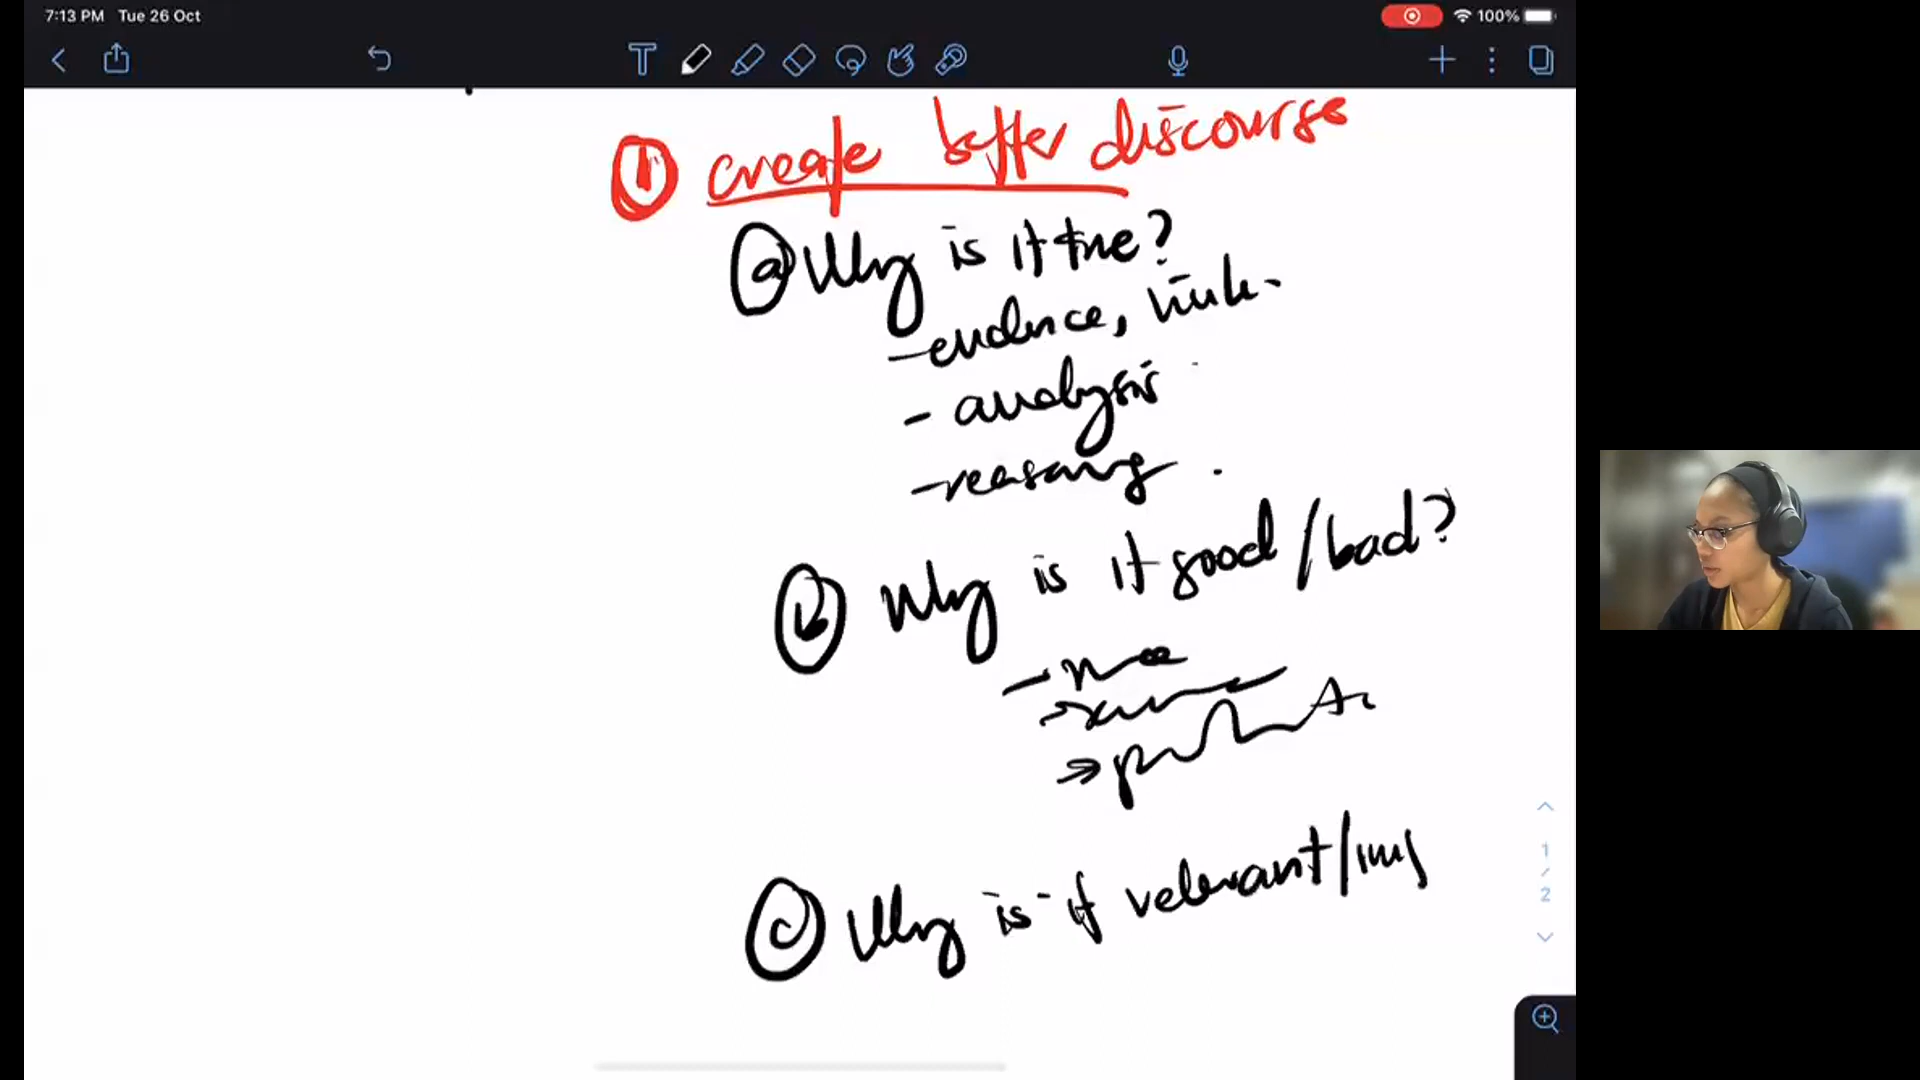 7:13 PM Tue 26 Oct
100%
1 create better discourse
a Why is it true?
- evidence,
- analysis
- reasoning
b Why is it good/bad?
c Why is it relevant/imp
1
/
2